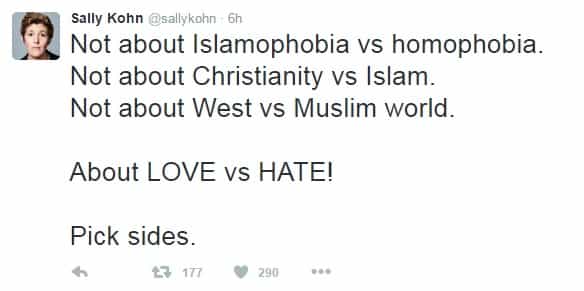 Sally Kohn @sallykohn · 6h
Not about Islamophobia vs homophobia.
Not about Christianity vs Islam.
Not about West vs Muslim world.
About LOVE vs HATE!
Pick sides.
177 290